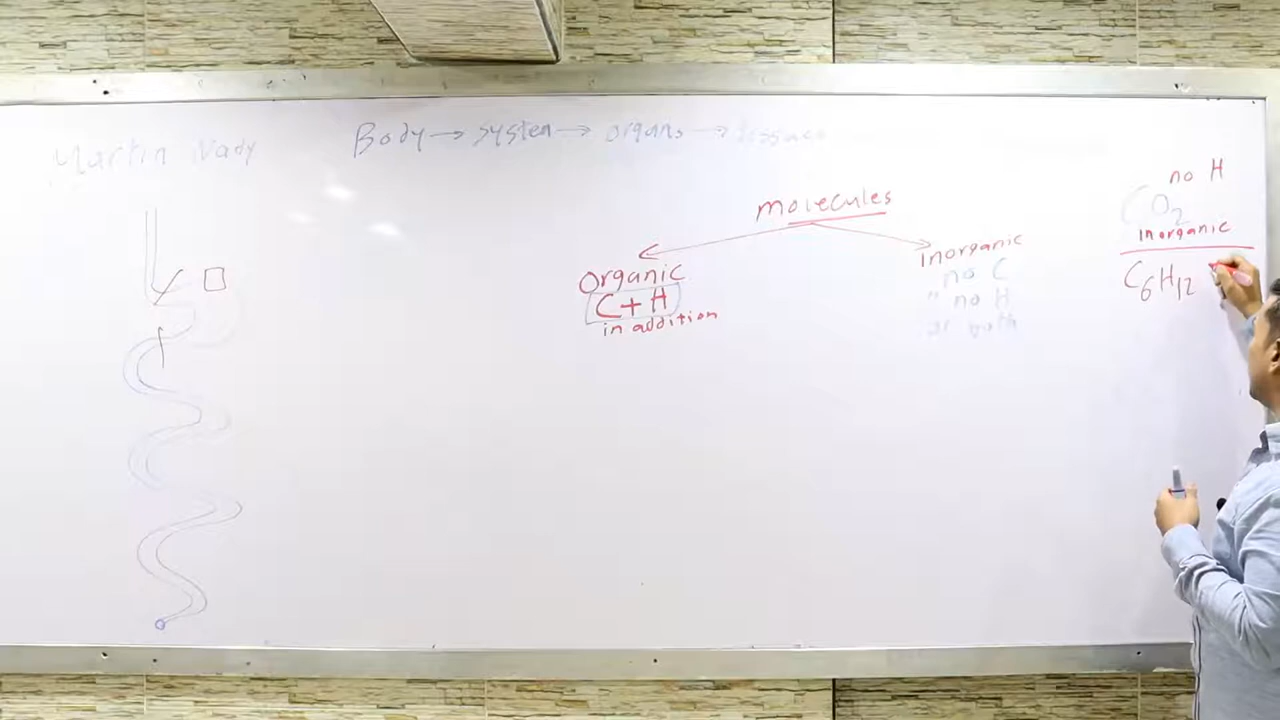 Martin Nady
Body → system → organs → tissues
molecules
Organic
C + H
in addition
Inorganic
no C
" no H
or both
no H
CO2
inorganic
C6H12